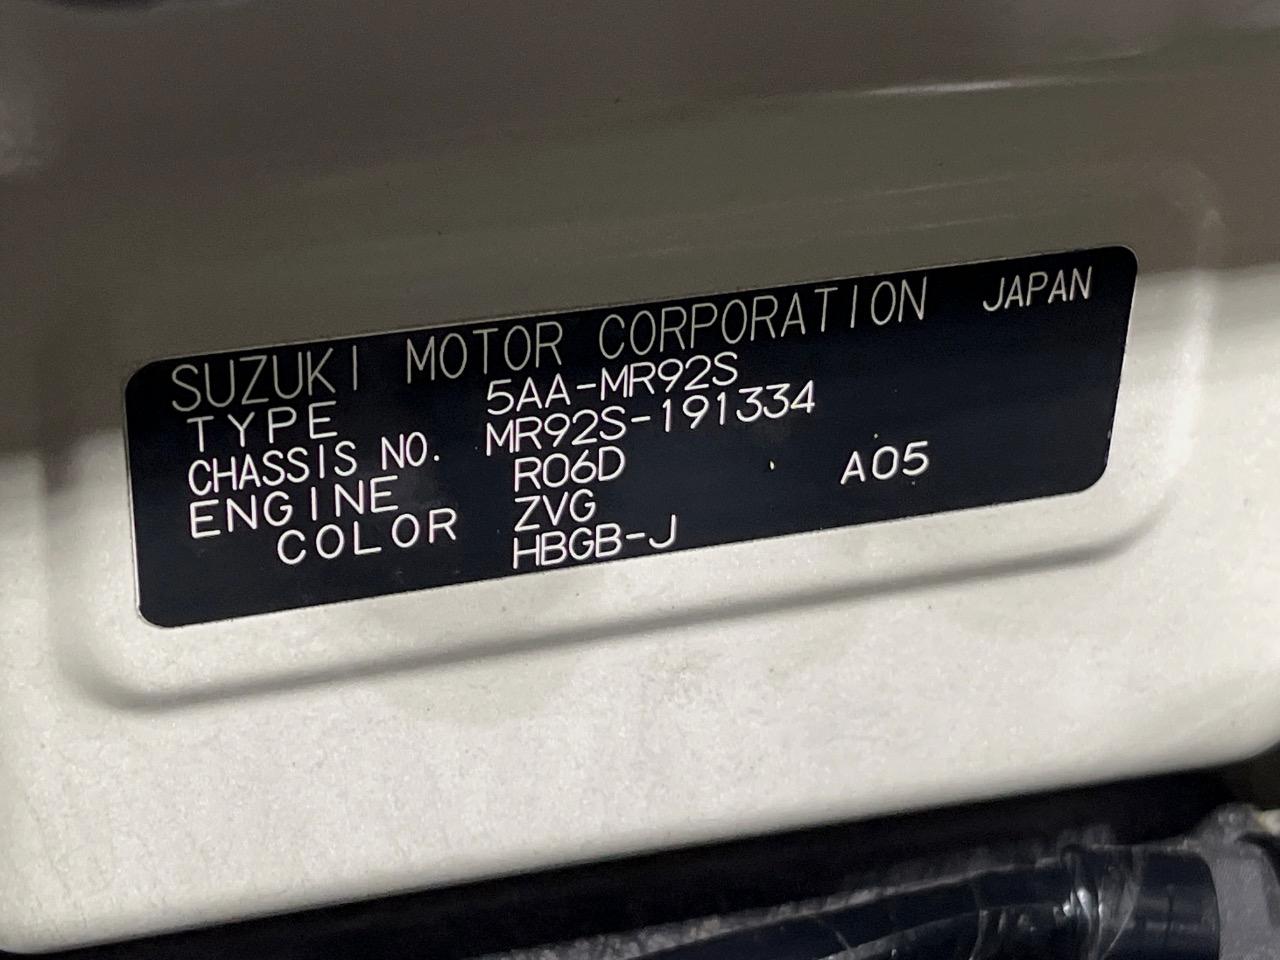 SUZUKI MOTOR CORPORATION JAPAN
TYPE 5AA-MR92S
CHASSIS NO. MR92S-191334
ENGINE R06D A05
COLOR ZVG
HBGB-J